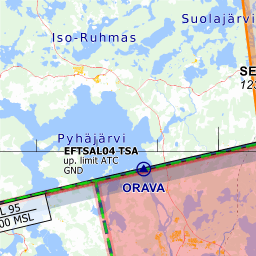 Suolajärvi
Iso-Ruhmas
SE
123
Pyhäjärvi
EFTSAL04 TSA
up. limit ATC
GND
ORAVA
L 95
00 MSL